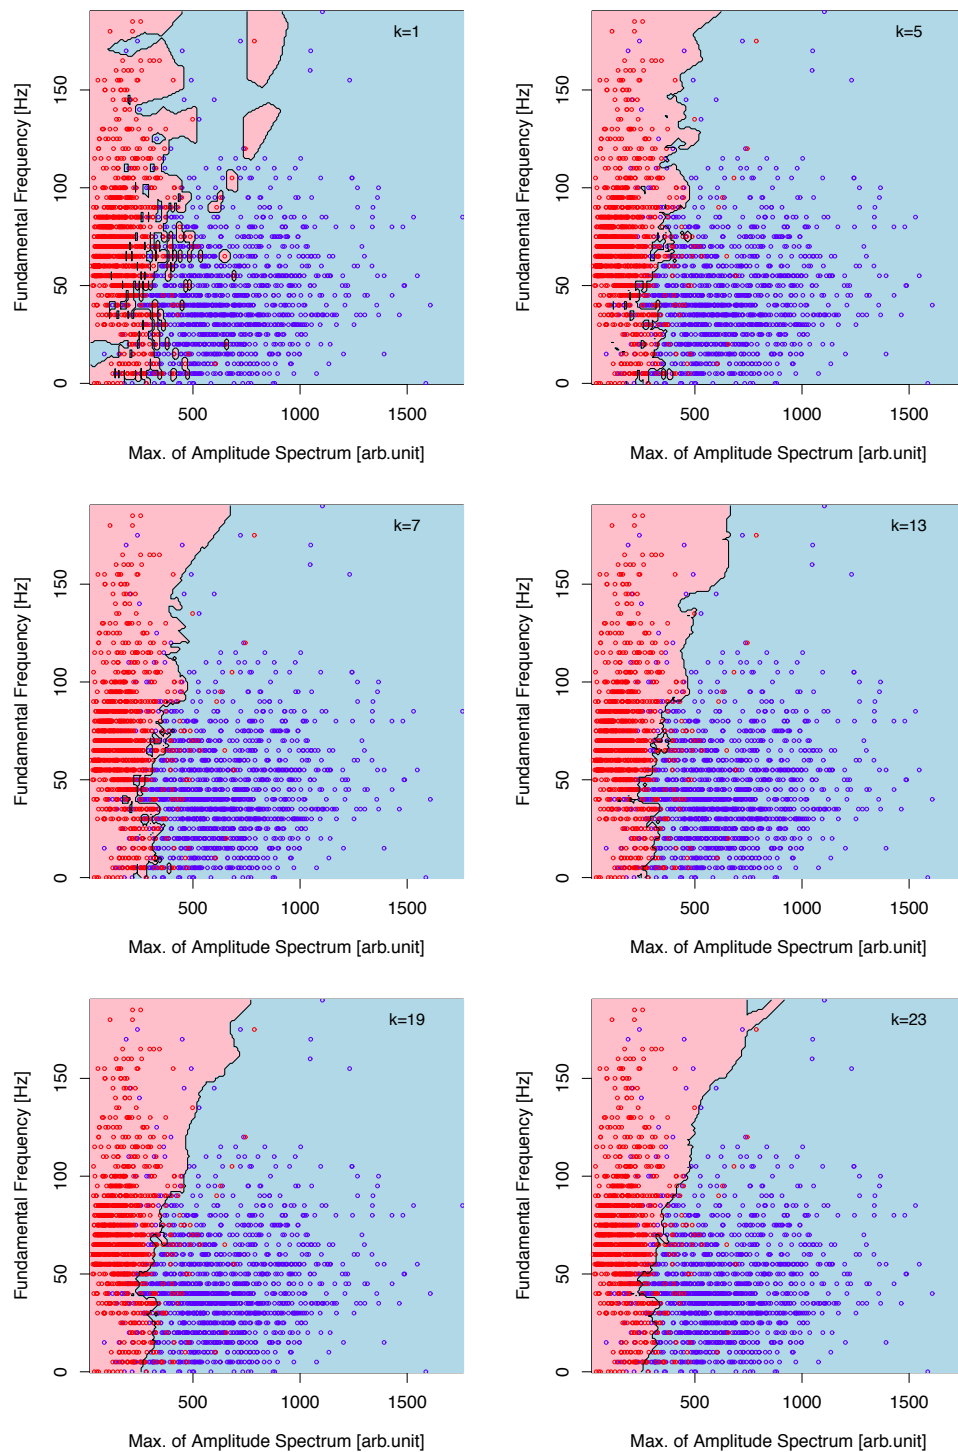 k=1
Fundamental Frequency [Hz]
0 50 100 150
500 1000 1500
Max. of Amplitude Spectrum [arb.unit]
k=5
Fundamental Frequency [Hz]
0 50 100 150
500 1000 1500
Max. of Amplitude Spectrum [arb.unit]
k=7
Fundamental Frequency [Hz]
0 50 100 150
500 1000 1500
Max. of Amplitude Spectrum [arb.unit]
k=13
Fundamental Frequency [Hz]
0 50 100 150
500 1000 1500
Max. of Amplitude Spectrum [arb.unit]
k=19
Fundamental Frequency [Hz]
0 50 100 150
500 1000 1500
Max. of Amplitude Spectrum [arb.unit]
k=23
Fundamental Frequency [Hz]
0 50 100 150
500 1000 1500
Max. of Amplitude Spectrum [arb.unit]